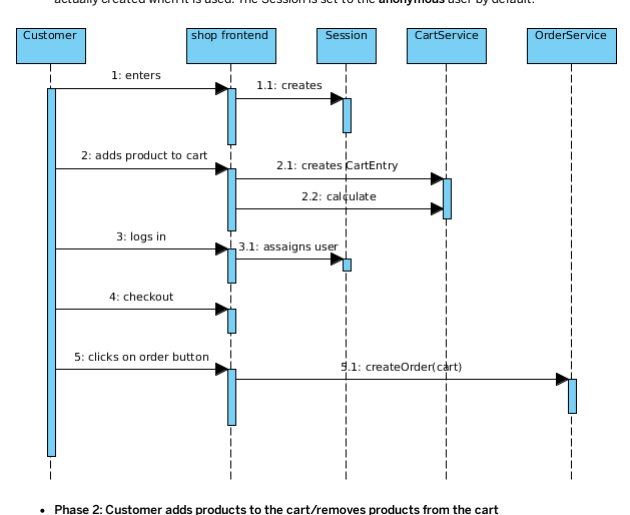 actually created when it is used. The Session is set to the anonymous user by default.
Customer
shop frontend
Session
CartService
OrderService
1: enters
1.1: creates
2: adds product to cart
2.1: creates CartEntry
2.2: calculate
3: logs in
3.1: assaigns user
4: checkout
5: clicks on order button
5.1: createOrder(cart)
• Phase 2: Customer adds products to the cart/removes products from the cart